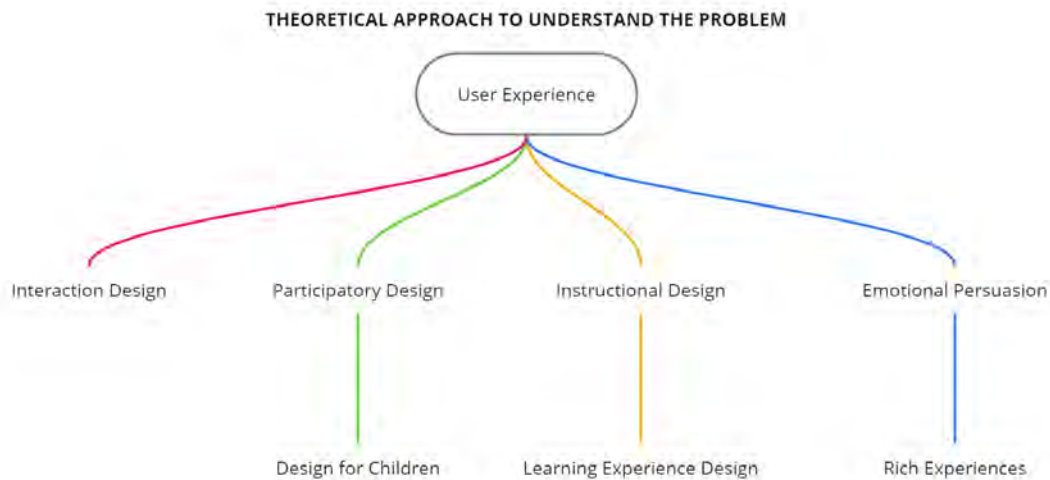 THEORETICAL APPROACH TO UNDERSTAND THE PROBLEM
User Experience
Interaction Design
Participatory Design
Instructional Design
Emotional Persuasion
Design for Children
Learning Experience Design
Rich Experiences